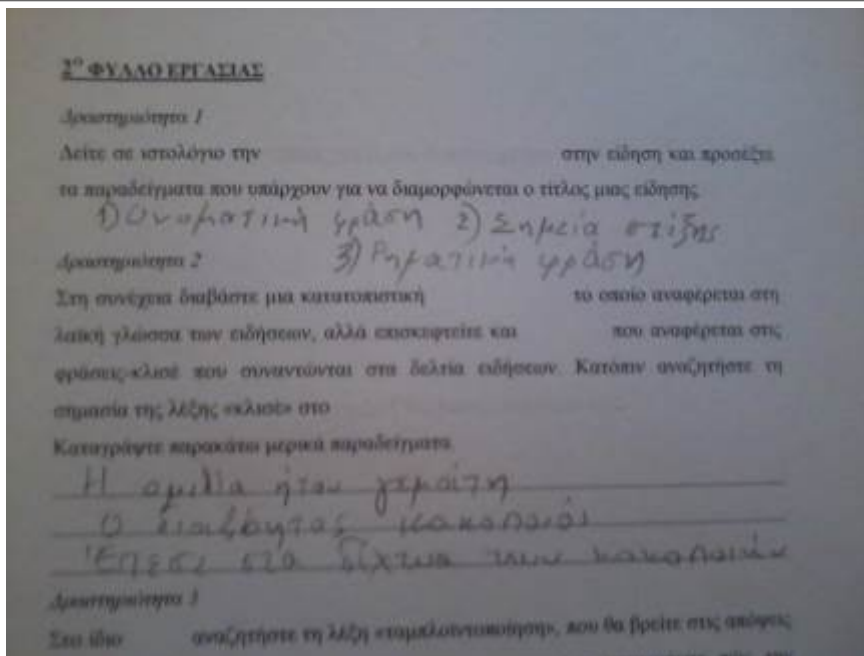 2ο ΦΥΛΛΟ ΕΡΓΑΣΙΑΣ
Δραστηριότητα 1
Δείτε σε ιστολόγιο την στην είδηση και προσέξτε
τα παραδείγματα που υπάρχουν για να διαμορφώνεται ο τίτλος μιας είδησης.
1) Ονοματική φράση 2) Σημεία στίξης
3) Ρηματική φράση
Δραστηριότητα 2
Στη συνέχεια διαβάστε μια κατατοπιστική το οποίο αναφέρεται στη
λαϊκή γλώσσα των ειδήσεων, αλλά επισκεφτείτε και που αναφέρεται στις
φράσεις-κλισέ που συναντώνται στα δελτία ειδήσεων. Κατόπιν αναζητήστε τη
σημασία της λέξης «κλισέ» στο
Καταγράψτε παρακάτω μερικά παραδείγματα.
Η ομιλία ήταν γεμάτη
Ο διαβόητος κακοποιός
Έπεσε στα δίχτυα των κακοποιών
Δραστηριότητα 3
Στο ίδιο αναζητήστε τη λέξη «ταμπλοιντοποίηση», που θα βρείτε στις απόψεις